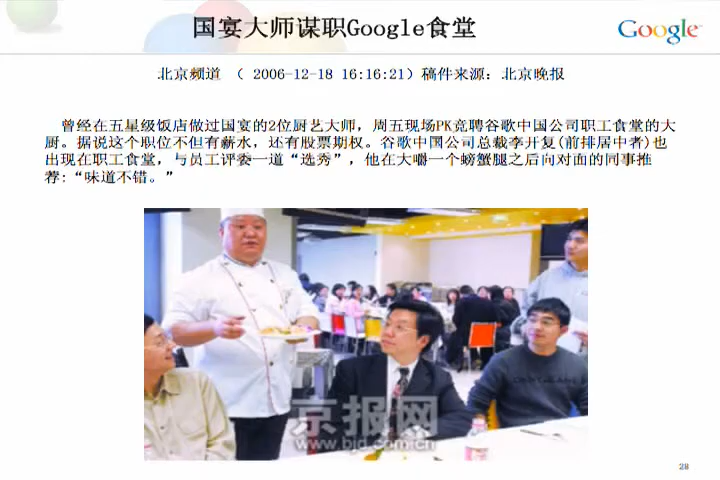 国宴大师谋职Google食堂
Google
北京频道 （ 2006-12-18 16:16:21）稿件来源：北京晚报
曾经在五星级饭店做过国宴的2位厨艺大师，周五现场PK竞聘谷歌中国公司职工食堂的大
厨。据说这个职位不但有薪水，还有股票期权。谷歌中国公司总裁李开复(前排居中者)也
出现在职工食堂，与员工评委一道“选秀”，他在大嚼一个螃蟹腿之后向对面的同事推
荐:“味道不错。”
京报网
www.bjd.com.cn
28